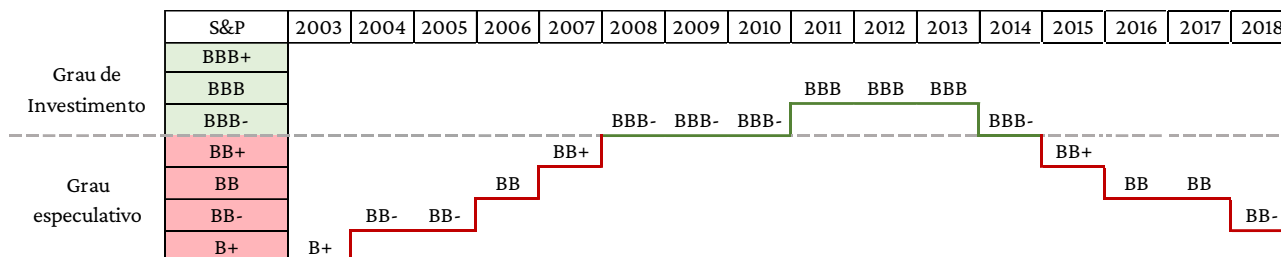 S&P 2003 2004 2005 2006 2007 2008 2009 2010 2011 2012 2013 2014 2015 2016 2017 2018
Grau de Investimento
BBB+
BBB BBB BBB BBB
BBB- BBB- BBB- BBB- BBB-
Grau especulativo
BB+ BB+ BB+
BB BB BB BB
BB- BB- BB- BB-
B+ B+